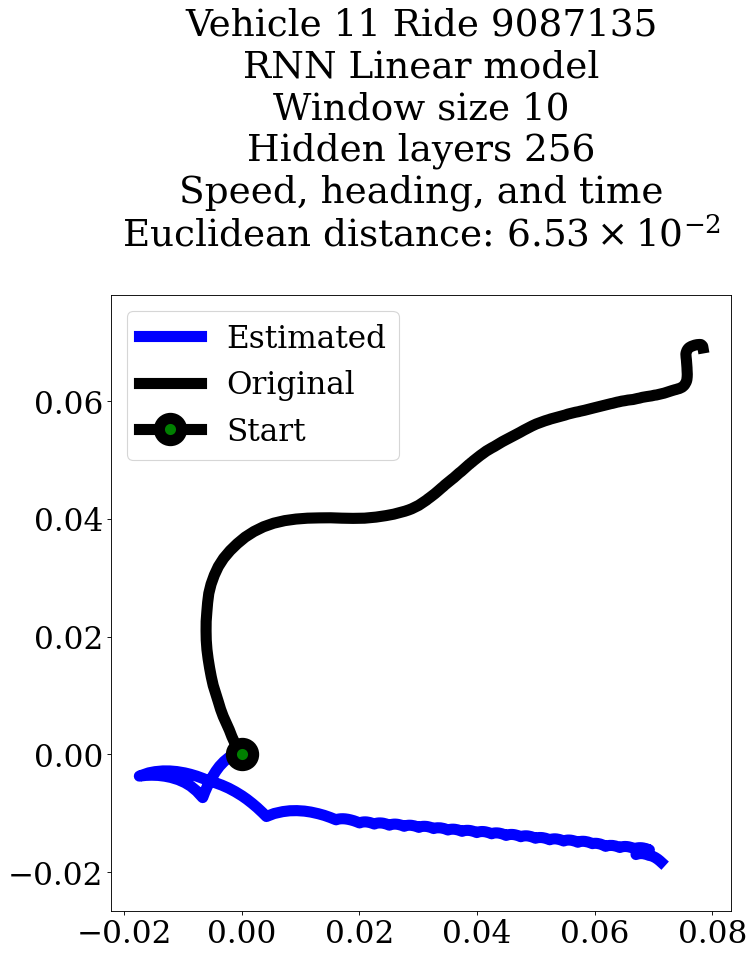 Vehicle 11 Ride 9087135
RNN Linear model
Window size 10
Hidden layers 256
Speed, heading, and time
Euclidean distance: 6.53 × 10⁻²
Estimated
Original
Start
0.06
0.04
0.02
0.00
−0.02
−0.02 0.00 0.02 0.04 0.06 0.08